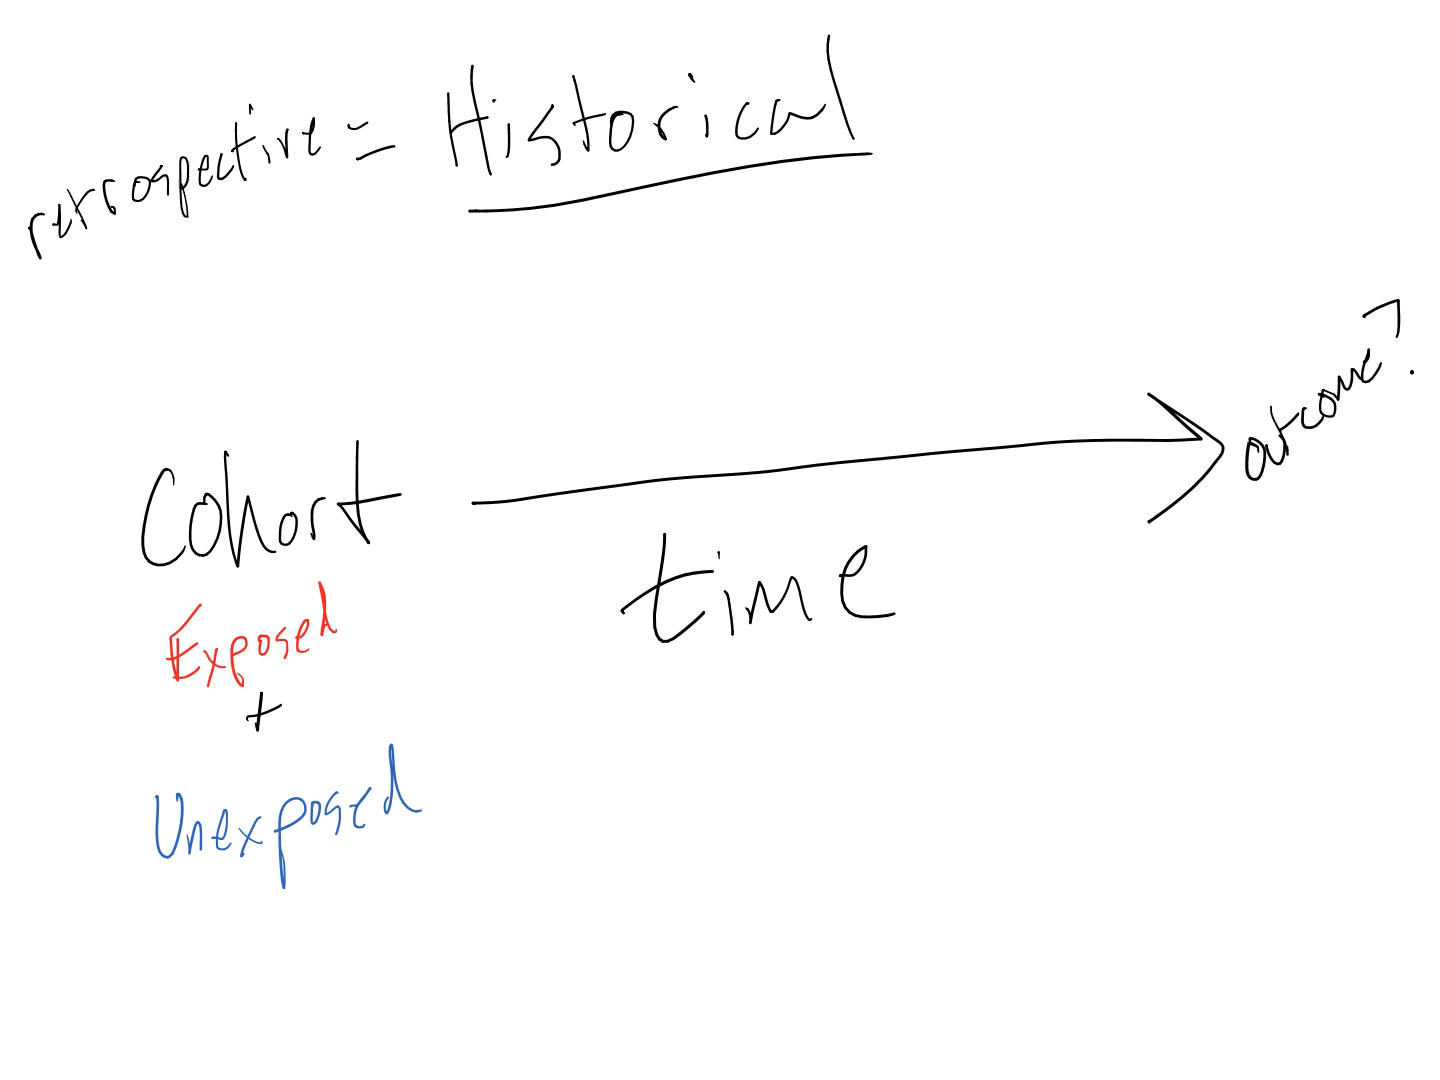 retrospective = Historical
outcome?
Cohort
time
Exposed
+
Unexposed